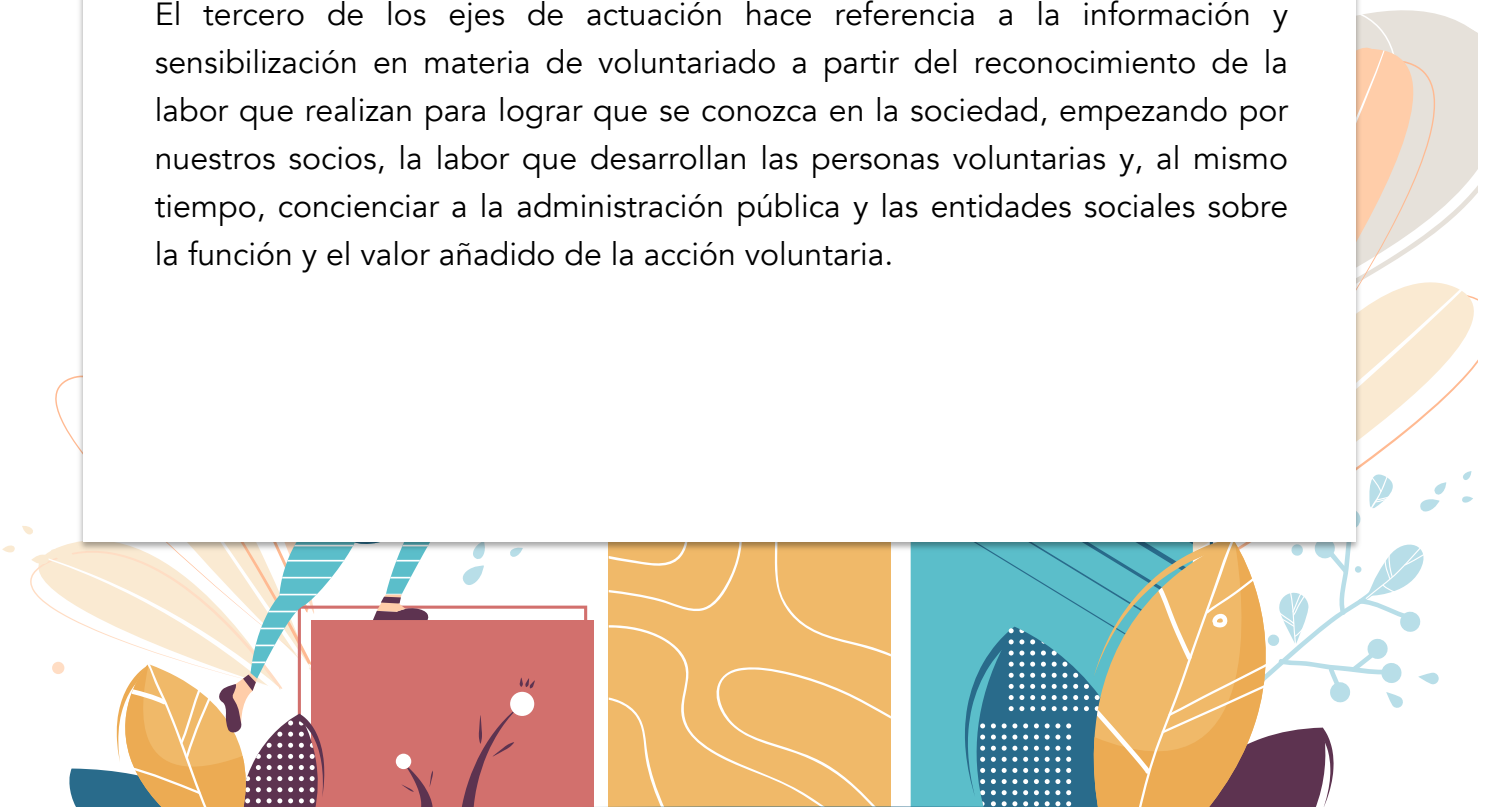 El tercero de los ejes de actuación hace referencia a la información y
sensibilización en materia de voluntariado a partir del reconocimiento de la
labor que realizan para lograr que se conozca en la sociedad, empezando por
nuestros socios, la labor que desarrollan las personas voluntarias y, al mismo
tiempo, concienciar a la administración pública y las entidades sociales sobre
la función y el valor añadido de la acción voluntaria.